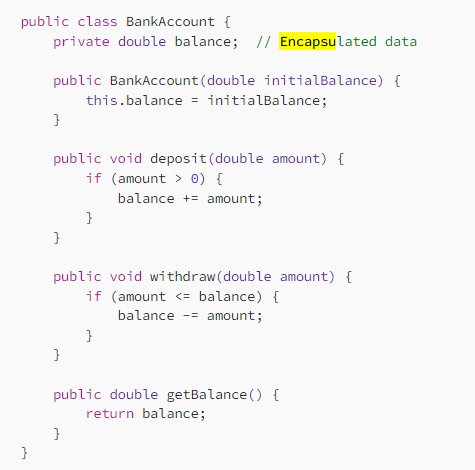 public class BankAccount {
    private double balance;  // Encapsulated data
    public BankAccount(double initialBalance) {
        this.balance = initialBalance;
    }
    public void deposit(double amount) {
        if (amount > 0) {
            balance += amount;
        }
    }
    public void withdraw(double amount) {
        if (amount <= balance) {
            balance -= amount;
        }
    }
    public double getBalance() {
        return balance;
    }
}